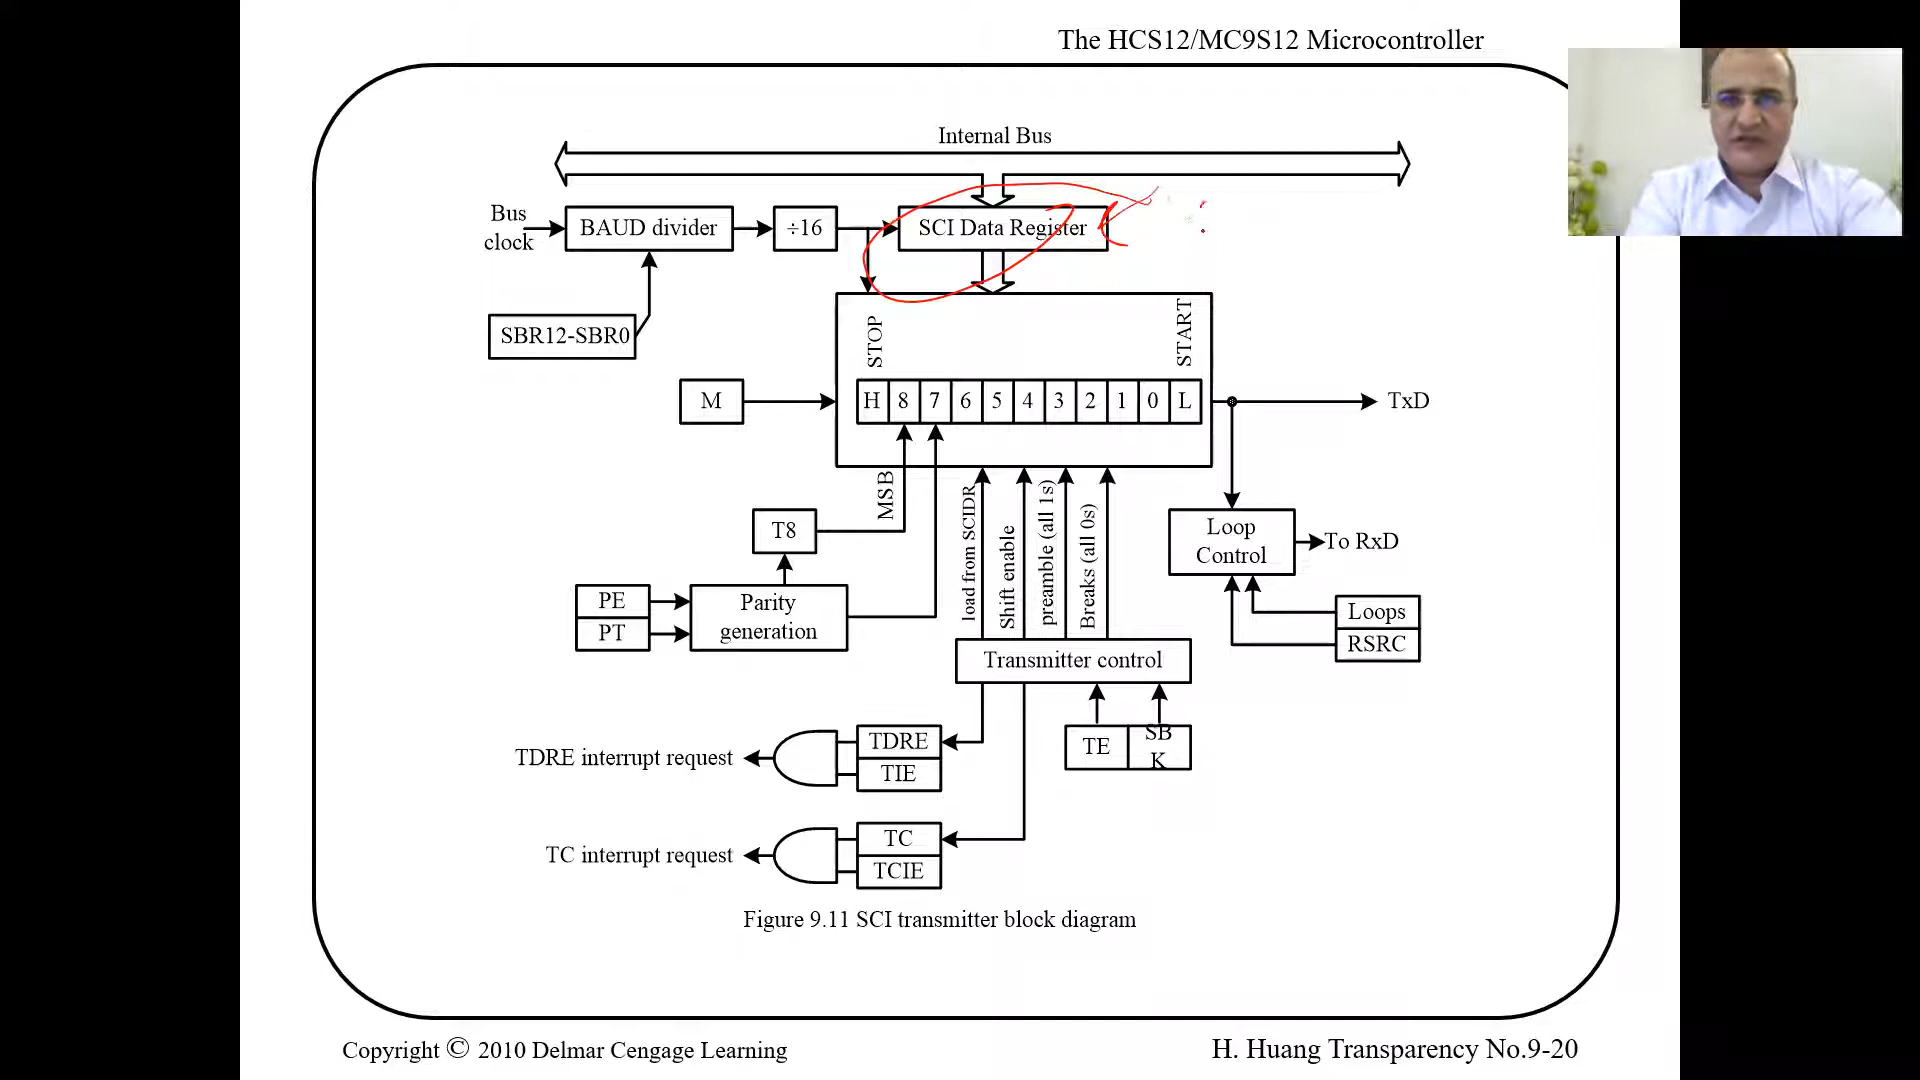 The HCS12/MC9S12 Microcontroller
Internal Bus
Bus
clock
BAUD divider
÷16
SCI Data Register
SBR12-SBR0
STOP
START
M
H 8 7 6 5 4 3 2 1 0 L
TxD
MSB
load from SCIDR
Shift enable
preamble (all 1s)
Breaks (all 0s)
T8
Loop
Control
To RxD
PE
PT
Parity
generation
Loops
RSRC
Transmitter control
TE
SB
K
TDRE interrupt request
TDRE
TIE
TC interrupt request
TC
TCIE
Figure 9.11 SCI transmitter block diagram
Copyright © 2010 Delmar Cengage Learning
H. Huang Transparency No.9-20